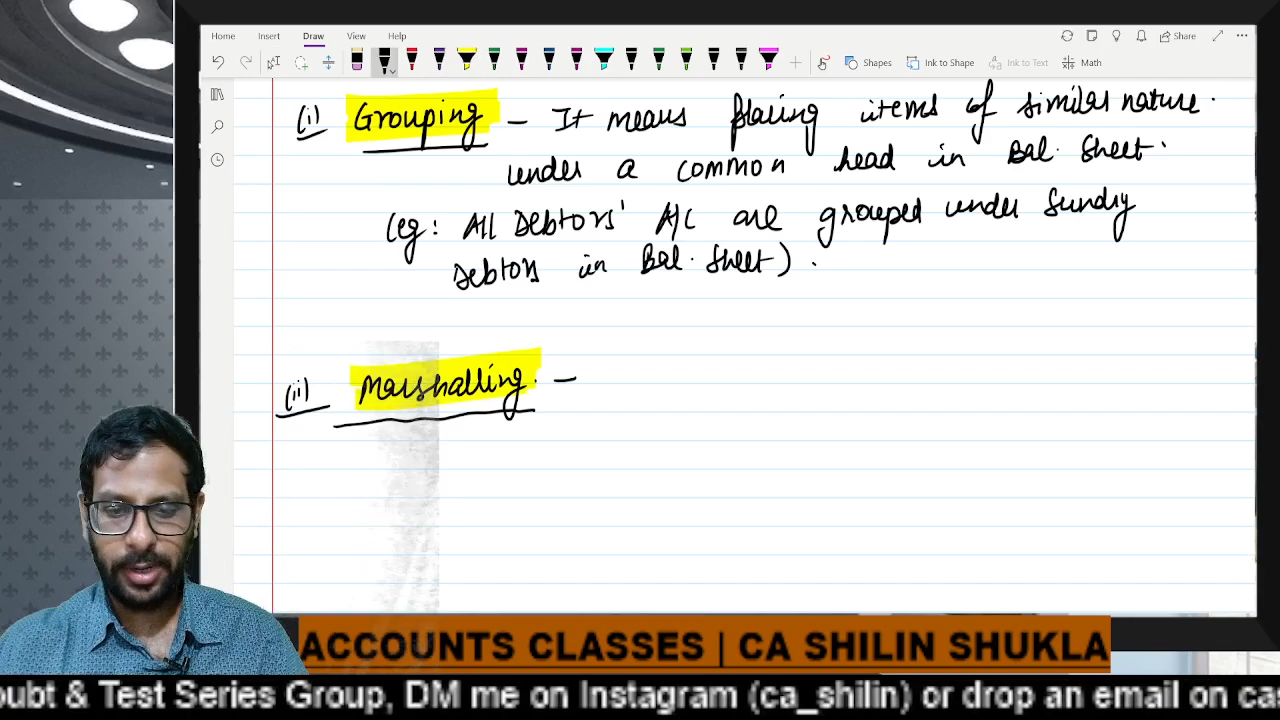 Home Insert Draw View Help Share
Shapes Ink to Shape Ink to Text Math
(i) Grouping - It means placing items of similar nature.
under a common head in Bal. Sheet.
(eg: All Debtors' A/C are grouped under Sundry
Debtors in Bal. Sheet).
(ii) Marshalling. -
ACCOUNTS CLASSES | CA SHILIN SHUKLA
oubt & Test Series Group, DM me on Instagram (ca_shilin) or drop an email on cas